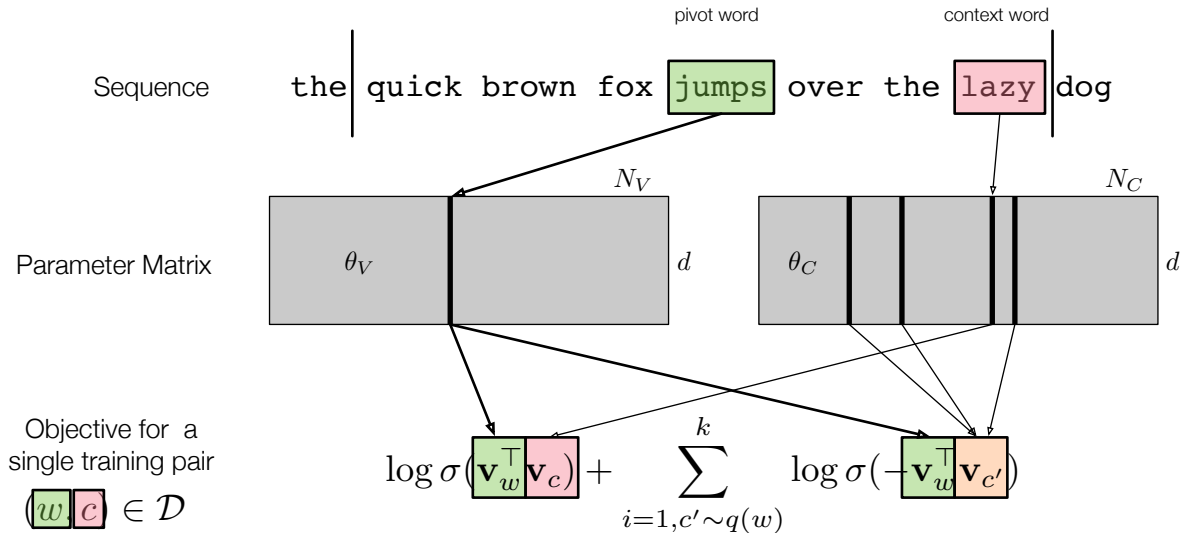 pivot word context word
Sequence the quick brown fox jumps over the lazy dog
N_V N_C
Parameter Matrix θ_V d θ_C d
Objective for a
single training pair
(w, c) ∈ 𝒟
log σ(v_w^⊤ v_c) + ∑_{i=1,c′∼q(w)}^{k} log σ(−v_w^⊤ v_{c′})